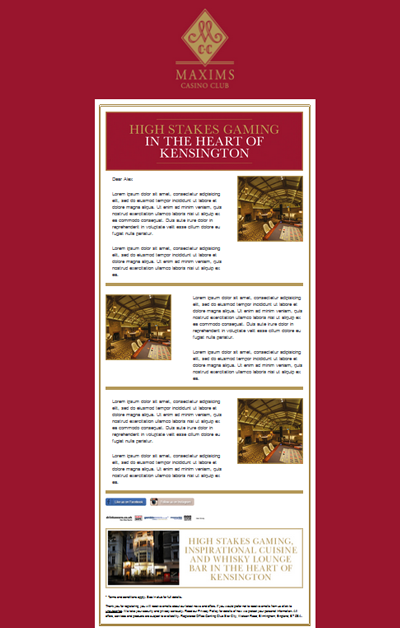 MAXIMS
CASINO CLUB
HIGH STAKES GAMING
IN THE HEART OF
KENSINGTON
Dear Alex
Lorem ipsum dolor sit amet, consectetur adipisicing
elit, sed do eiusmod tempor incididunt ut labore et
dolore magna aliqua. Ut enim ad minim veniam, quis
nostrud exercitation ullamco laboris nisi ut aliquip ex
ea commodo consequat. Duis aute irure dolor in
reprehenderit in voluptate velit esse cillum dolore eu
fugiat nulla pariatur.
Lorem ipsum dolor sit amet, consectetur adipisicing
elit, sed do eiusmod tempor incididunt ut labore et
dolore magna aliqua. Ut enim ad minim veniam, quis
nostrud exercitation ullamco laboris nisi ut aliquip ex
ea.
Lorem ipsum dolor sit amet, consectetur adipisicing
elit, sed do eiusmod tempor incididunt ut labore et
dolore magna aliqua. Ut enim ad minim veniam, quis
nostrud exercitation ullamco laboris nisi ut aliquip ex
ea commodo consequat. Duis aute irure dolor in
reprehenderit in voluptate velit esse cillum dolore eu
fugiat nulla pariatur.
Lorem ipsum dolor sit amet, consectetur adipisicing
elit, sed do eiusmod tempor incididunt ut labore et
dolore magna aliqua. Ut enim ad minim veniam, quis
nostrud exercitation ullamco laboris nisi ut aliquip ex
ea.
Lorem ipsum dolor sit amet, consectetur adipisicing
elit, sed do eiusmod tempor incididunt ut labore et
dolore magna aliqua. Ut enim ad minim veniam, quis
nostrud exercitation ullamco laboris nisi ut aliquip ex
ea commodo consequat. Duis aute irure dolor in
reprehenderit in voluptate velit esse cillum dolore eu
fugiat nulla pariatur.
Lorem ipsum dolor sit amet, consectetur adipisicing
elit, sed do eiusmod tempor incididunt ut labore et
dolore magna aliqua. Ut enim ad minim veniam, quis
nostrud exercitation ullamco laboris nisi ut aliquip ex
ea.
HIGH STAKES GAMING,
INSPIRATIONAL CUISINE
AND WHISKY LOUNGE
BAR IN THE HEART OF
KENSINGTON